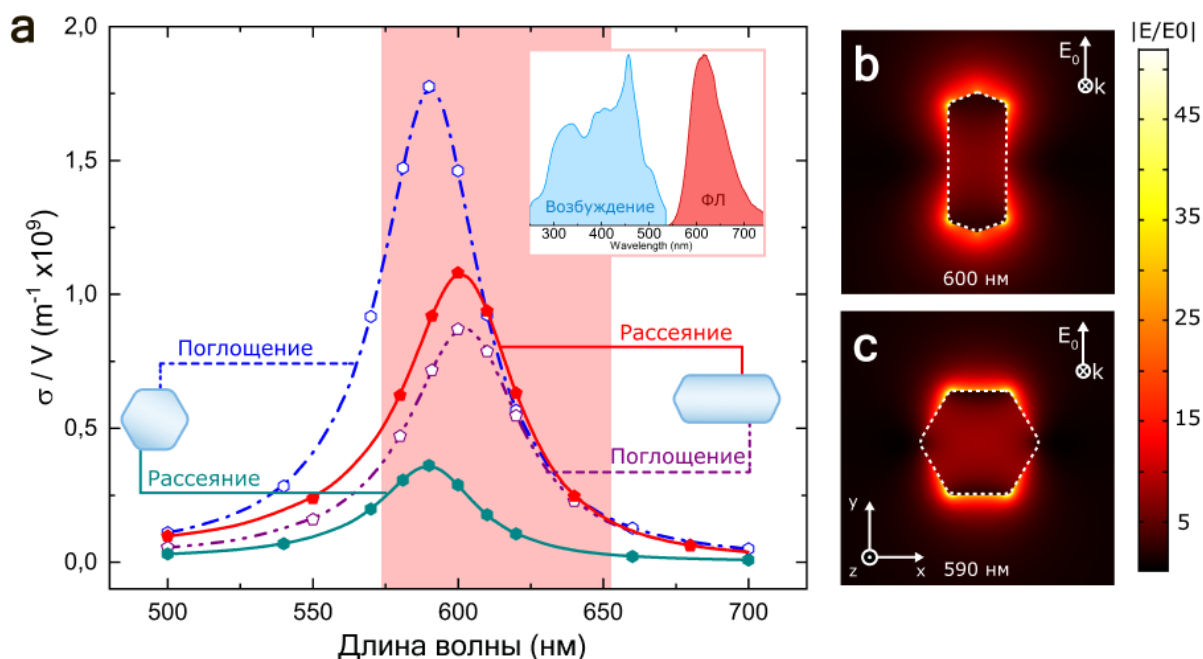 a
2,0
1,5
1,0
0,5
0,0
σ / V (m⁻¹ x10⁹)
500
550
600
650
700
Длина волны (нм)
Поглощение
Рассеяние
Рассеяние
Поглощение
Возбуждение
ФЛ
300
400
500
600
700
Wavelength (nm)
b
E₀
k
600 нм
c
E₀
k
y
z
x
590 нм
|E/E0|
45
35
25
15
5